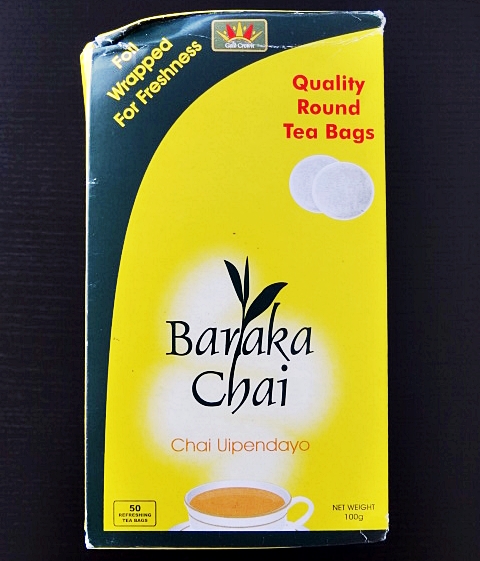 Foil
Wrapped
For Freshness
Gold Crown
Quality
Round
Tea Bags
Baraka
Chai
Chai Uipendayo
50
REFRESHING
TEA BAGS
NET WEIGHT
100g